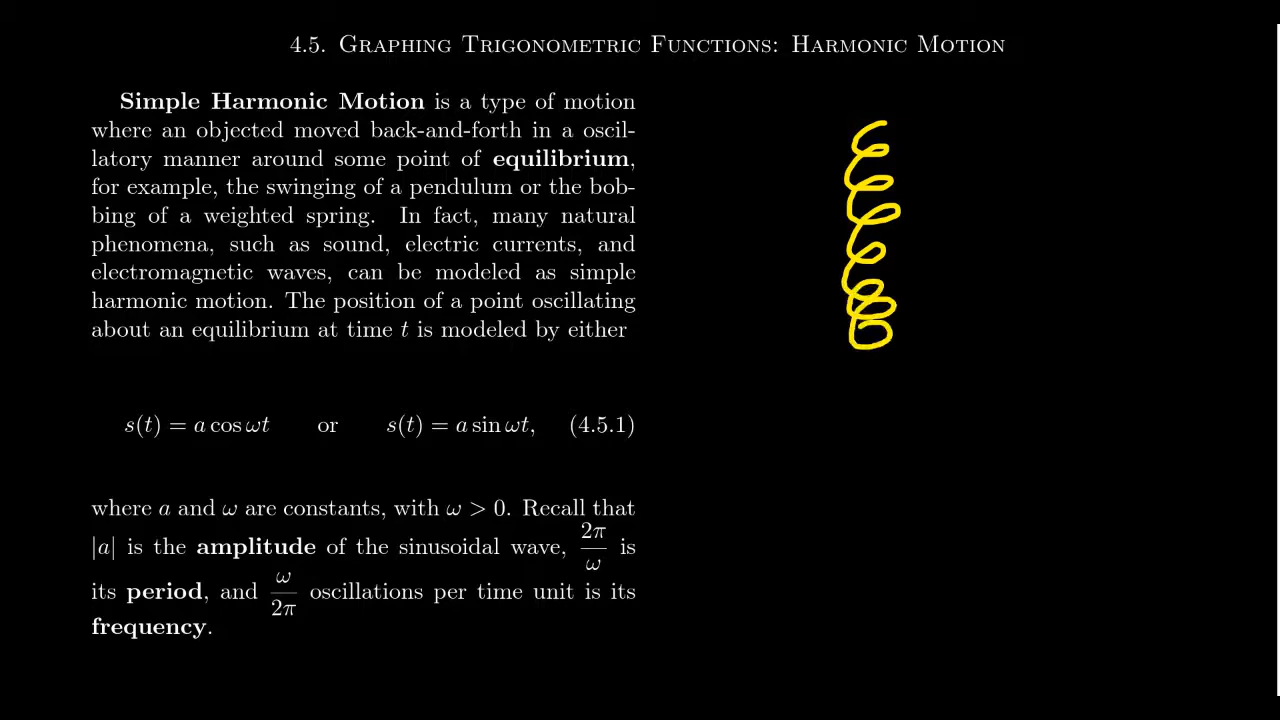 4.5. Graphing Trigonometric Functions: Harmonic Motion
Simple Harmonic Motion is a type of motion
where an objected moved back-and-forth in a oscil-
latory manner around some point of equilibrium,
for example, the swinging of a pendulum or the bob-
bing of a weighted spring. In fact, many natural
phenomena, such as sound, electric currents, and
electromagnetic waves, can be modeled as simple
harmonic motion. The position of a point oscillating
about an equilibrium at time t is modeled by either
s(t) = a cos ωt or s(t) = a sin ωt, (4.5.1)
where a and ω are constants, with ω > 0. Recall that
|a| is the amplitude of the sinusoidal wave, 2π/ω is
its period, and ω/2π oscillations per time unit is its
frequency.